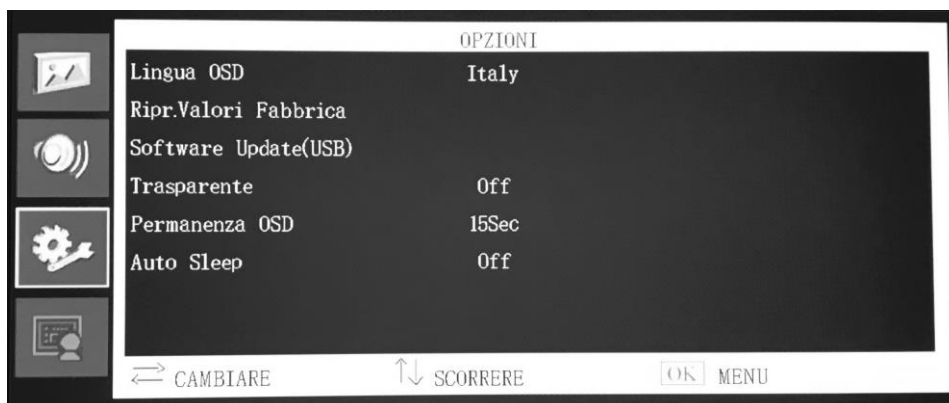 OPZIONI
Lingua OSD Italy
Ripr.Valori Fabbrica
Software Update(USB)
Trasparente Off
Permanenza OSD 15Sec
Auto Sleep Off
CAMBIARE SCORRERE OK MENU